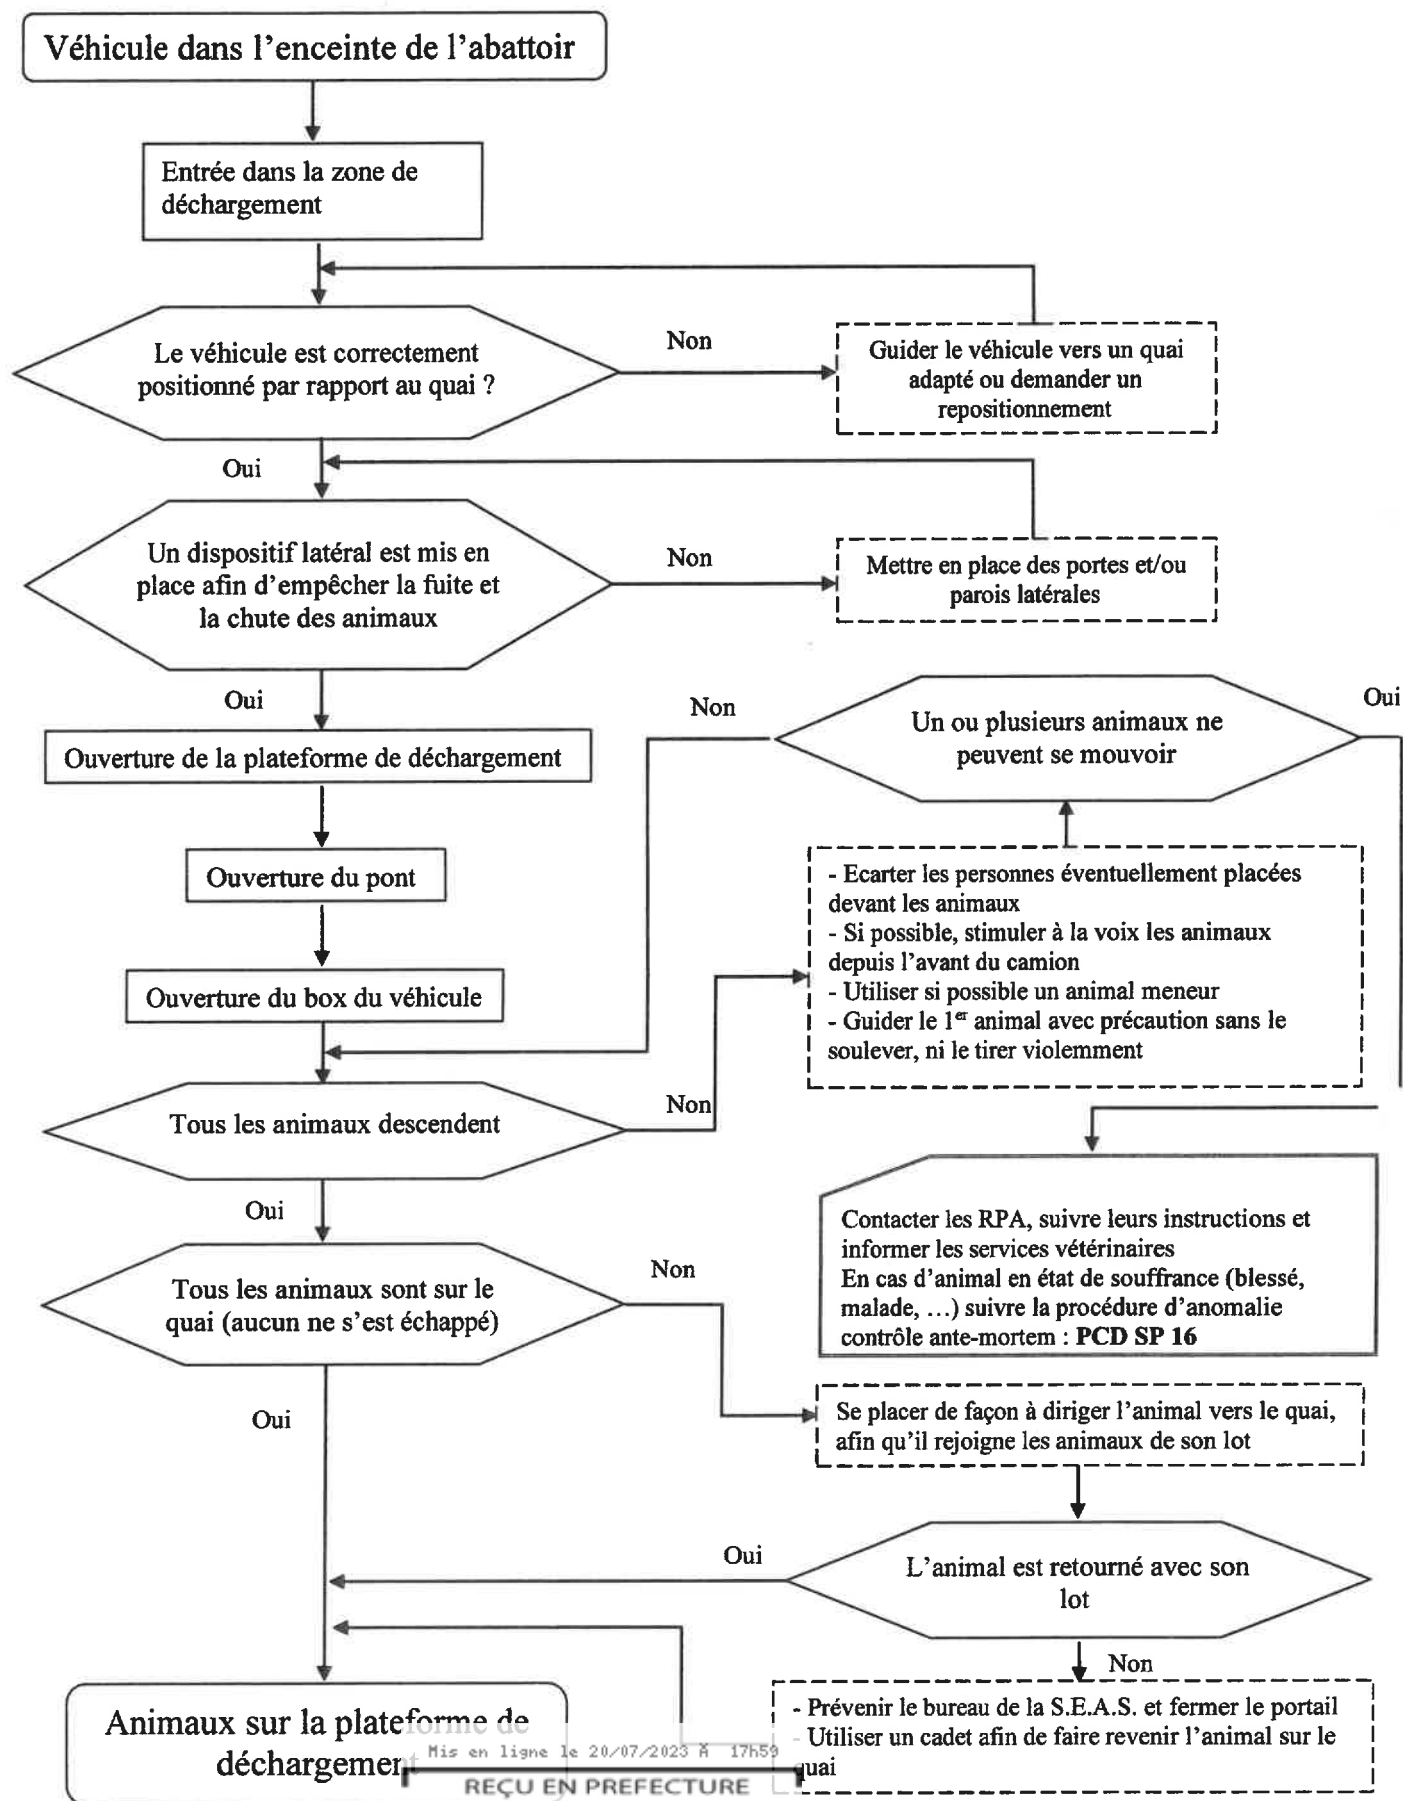 Véhicule dans l'enceinte de l'abattoir
Entrée dans la zone de
déchargement
Le véhicule est correctement
positionné par rapport au quai ?
Non
Guider le véhicule vers un quai
adapté ou demander un
repositionnement
Oui
Un dispositif latéral est mis en
place afin d'empêcher la fuite et
la chute des animaux
Non
Mettre en place des portes et/ou
parois latérales
Oui
Ouverture de la plateforme de déchargement
Non
Un ou plusieurs animaux ne
peuvent se mouvoir
Oui
Ouverture du pont
- Ecarter les personnes éventuellement placées
devant les animaux
- Si possible, stimuler à la voix les animaux
depuis l'avant du camion
- Utiliser si possible un animal meneur
- Guider le 1er animal avec précaution sans le
soulever, ni le tirer violemment
Ouverture du box du véhicule
Tous les animaux descendent
Non
Oui
Contacter les RPA, suivre leurs instructions et
informer les services vétérinaires
En cas d'animal en état de souffrance (blessé,
malade, …) suivre la procédure d'anomalie
contrôle ante-mortem : PCD SP 16
Tous les animaux sont sur le
quai (aucun ne s'est échappé)
Non
Oui
Se placer de façon à diriger l'animal vers le quai,
afin qu'il rejoigne les animaux de son lot
Oui
L'animal est retourné avec son
lot
Non
- Prévenir le bureau de la S.E.A.S. et fermer le portail
- Utiliser un cadet afin de faire revenir l'animal sur le
quai
Animaux sur la plateforme de
déchargement
Mis en ligne le 20/07/2023 Ã 17h59
REÇU EN PREFECTURE